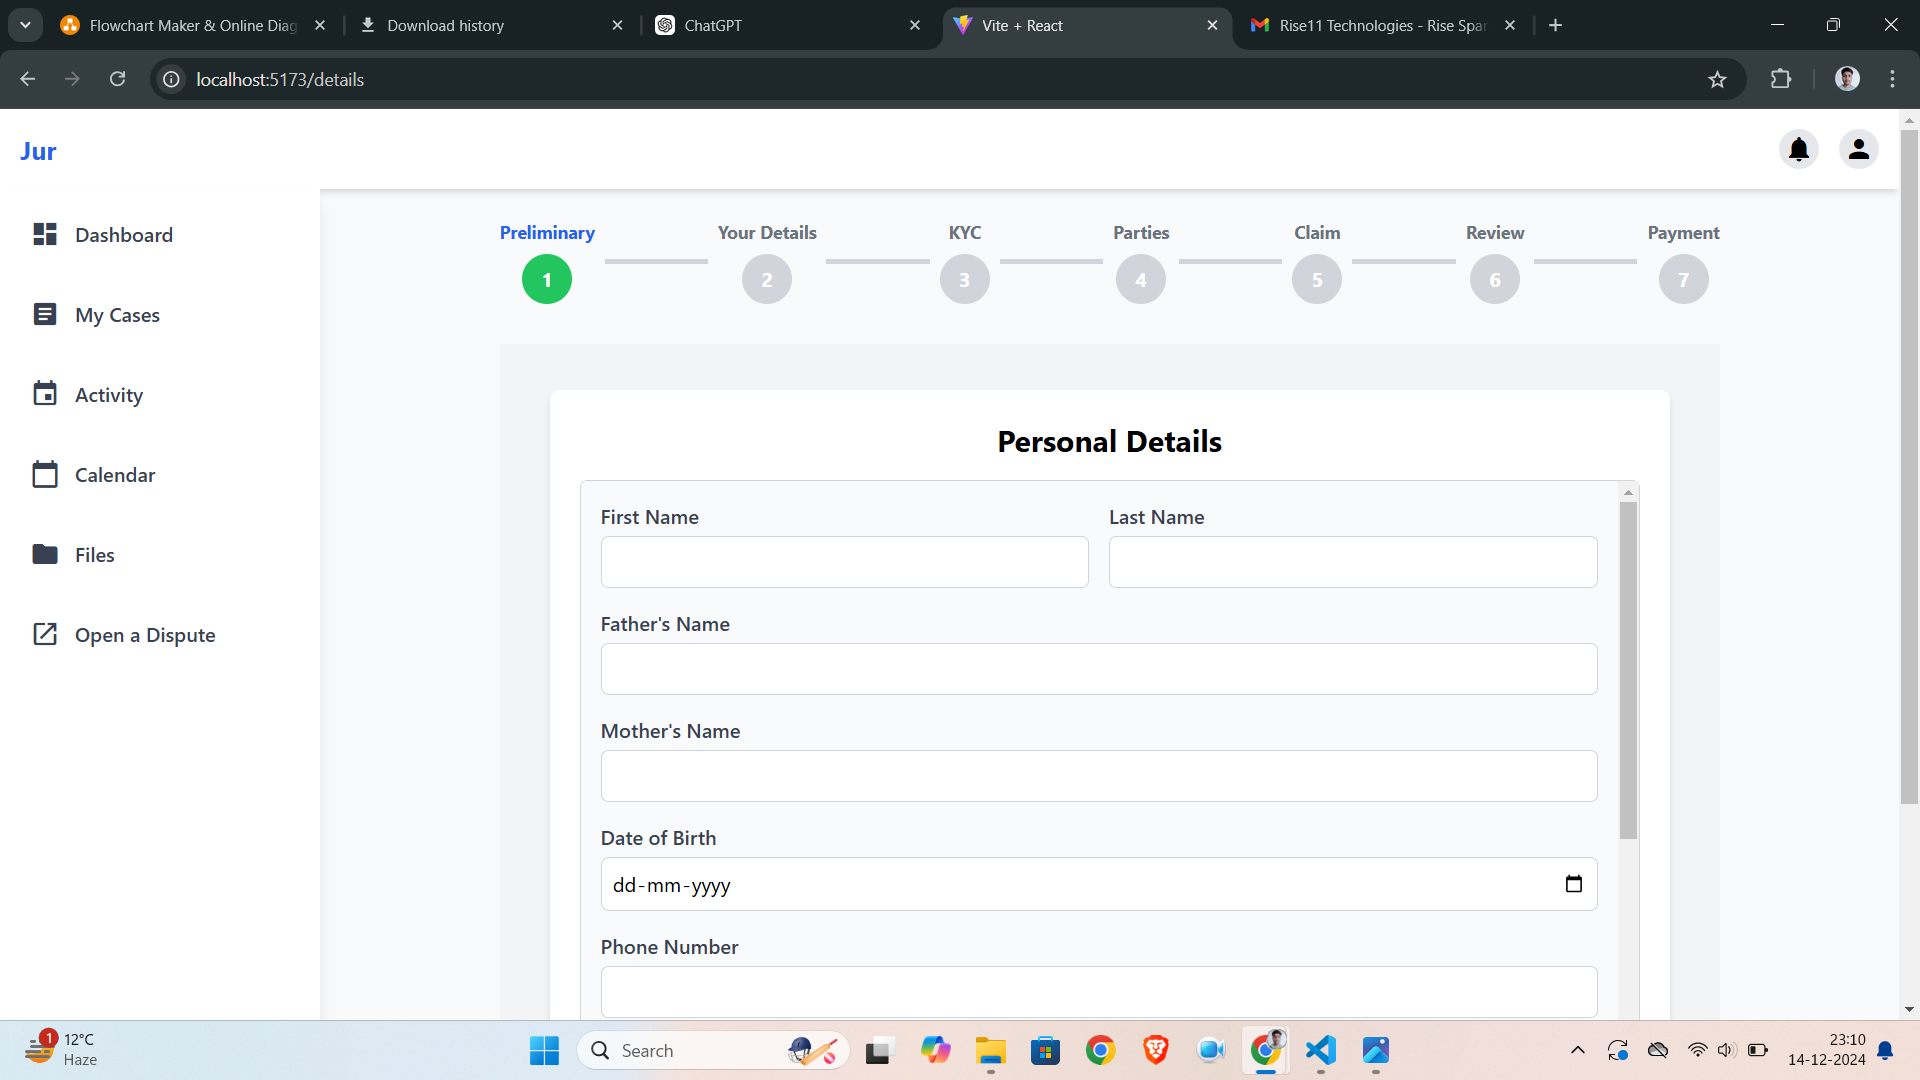 Flowchart Maker & Online Diag
Download history
ChatGPT
Vite + React
Rise11 Technologies - Rise Spar
localhost:5173/details
Jur
Dashboard
My Cases
Activity
Calendar
Files
Open a Dispute
Preliminary
Your Details
KYC
Parties
Claim
Review
Payment
1
2
3
4
5
6
7
Personal Details
First Name
Last Name
Father's Name
Mother's Name
Date of Birth
dd-mm-yyyy
Phone Number
1
12°C
Haze
Search
23:10
14-12-2024